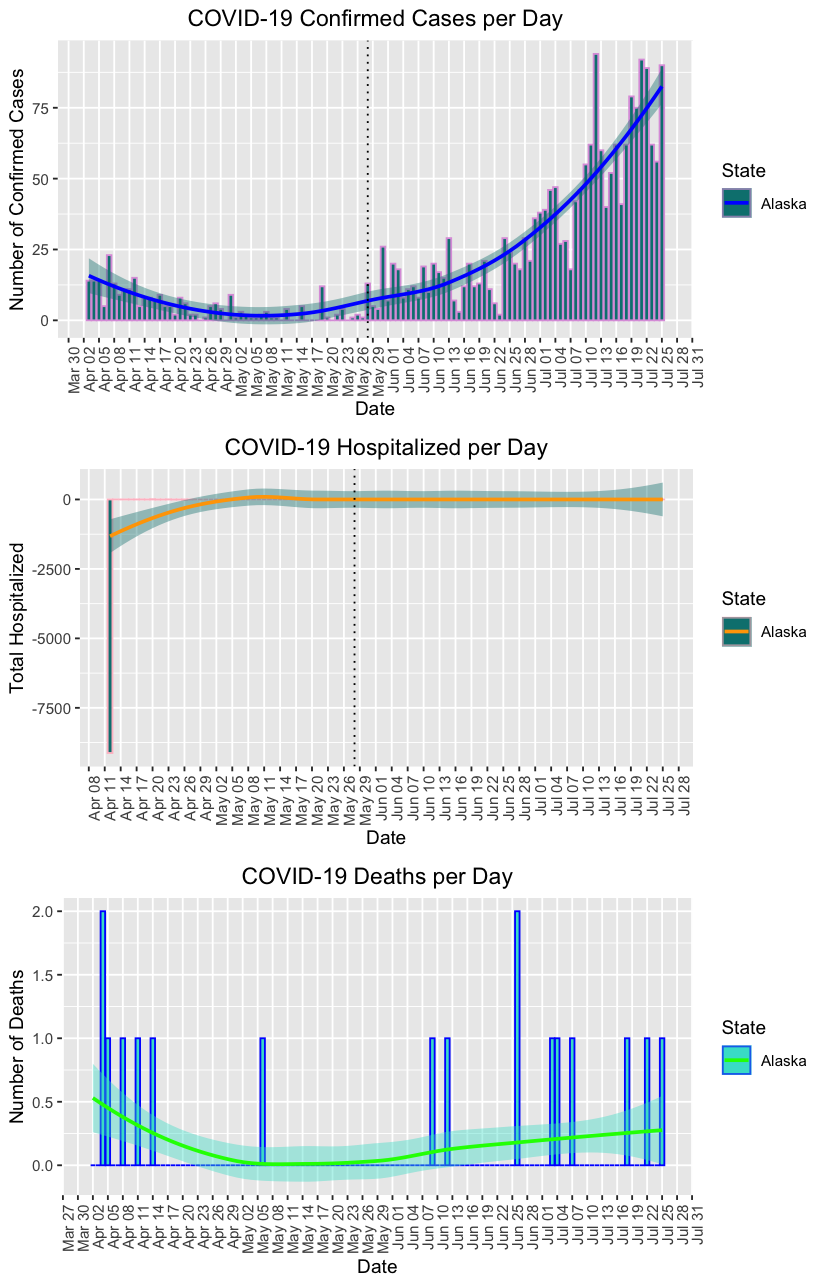 COVID-19 Confirmed Cases per Day
Number of Confirmed Cases
75
50
25
0
Mar 30
Apr 02
Apr 05
Apr 08
Apr 11
Apr 14
Apr 17
Apr 20
Apr 23
Apr 26
Apr 29
May 02
May 05
May 08
May 11
May 14
May 17
May 20
May 23
May 26
May 29
Jun 01
Jun 04
Jun 07
Jun 10
Jun 13
Jun 16
Jun 19
Jun 22
Jun 25
Jun 28
Jul 01
Jul 04
Jul 07
Jul 10
Jul 13
Jul 16
Jul 19
Jul 22
Jul 25
Jul 28
Jul 31
Date
State
Alaska
COVID-19 Hospitalized per Day
Total Hospitalized
0
-2500
-5000
-7500
Apr 08
Apr 11
Apr 14
Apr 17
Apr 20
Apr 23
Apr 26
Apr 29
May 02
May 05
May 08
May 11
May 14
May 17
May 20
May 23
May 26
May 29
Jun 01
Jun 04
Jun 07
Jun 10
Jun 13
Jun 16
Jun 19
Jun 22
Jun 25
Jun 28
Jul 01
Jul 04
Jul 07
Jul 10
Jul 13
Jul 16
Jul 19
Jul 22
Jul 25
Jul 28
Date
State
Alaska
COVID-19 Deaths per Day
Number of Deaths
2.0
1.5
1.0
0.5
0.0
Mar 27
Mar 30
Apr 02
Apr 05
Apr 08
Apr 11
Apr 14
Apr 17
Apr 20
Apr 23
Apr 26
Apr 29
May 02
May 05
May 08
May 11
May 14
May 17
May 20
May 23
May 26
May 29
Jun 01
Jun 04
Jun 07
Jun 10
Jun 13
Jun 16
Jun 19
Jun 22
Jun 25
Jun 28
Jul 01
Jul 04
Jul 07
Jul 10
Jul 13
Jul 16
Jul 19
Jul 22
Jul 25
Jul 28
Jul 31
Date
State
Alaska